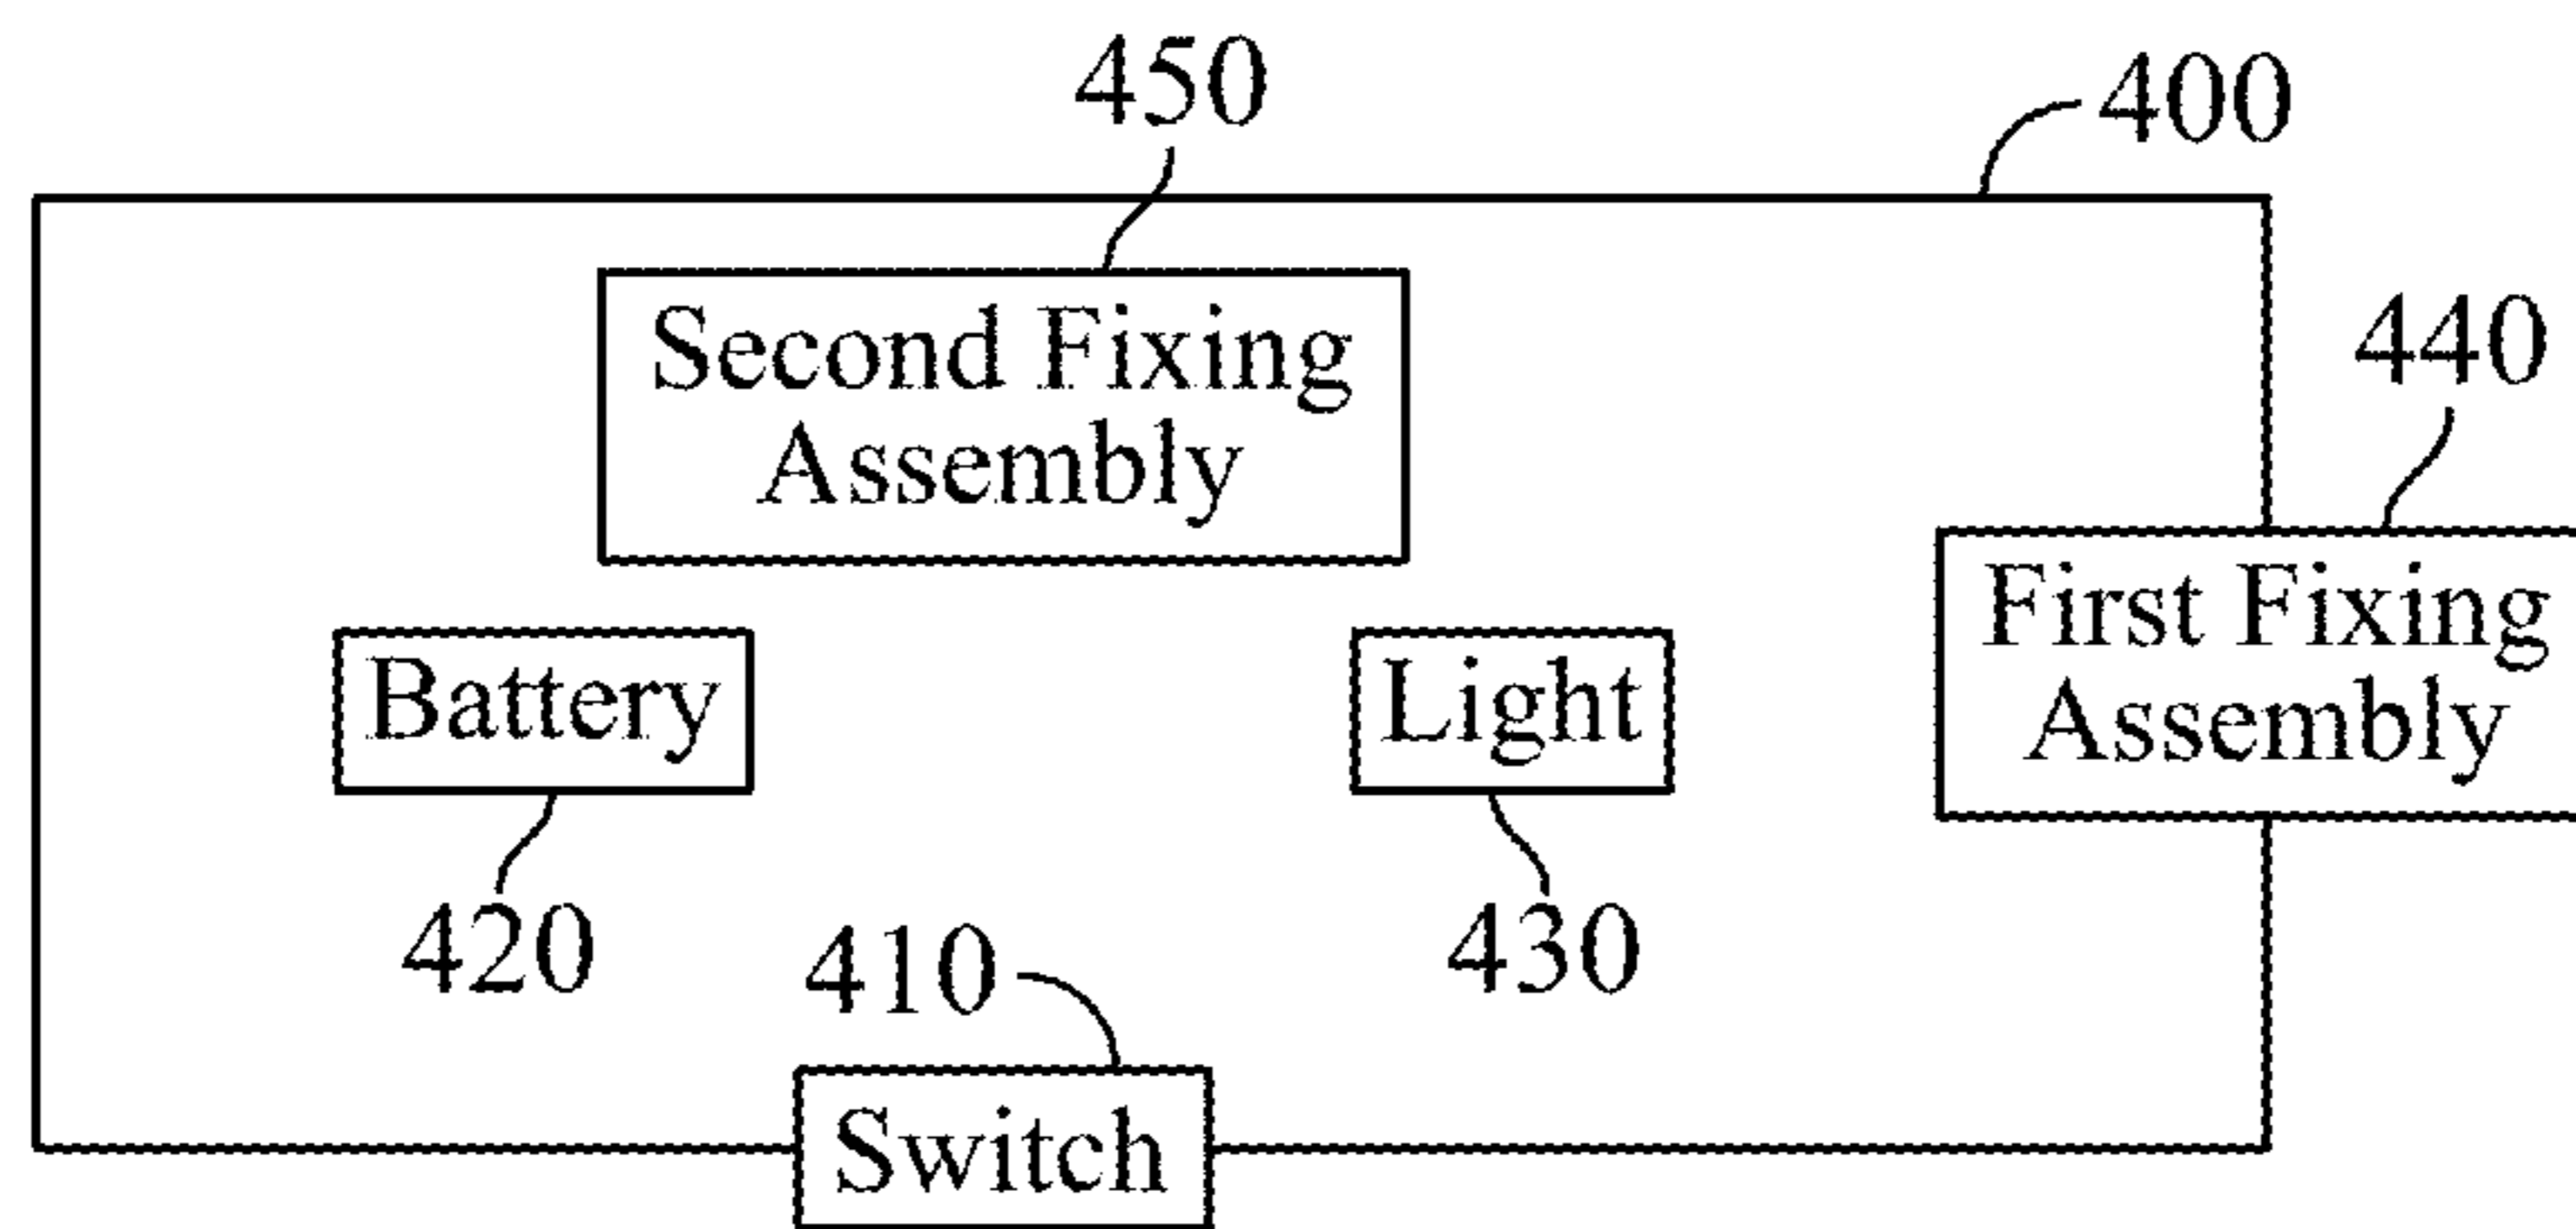 450
400
Second Fixing
Assembly
440
First Fixing
Assembly
Battery
Light
420
430
410
Switch